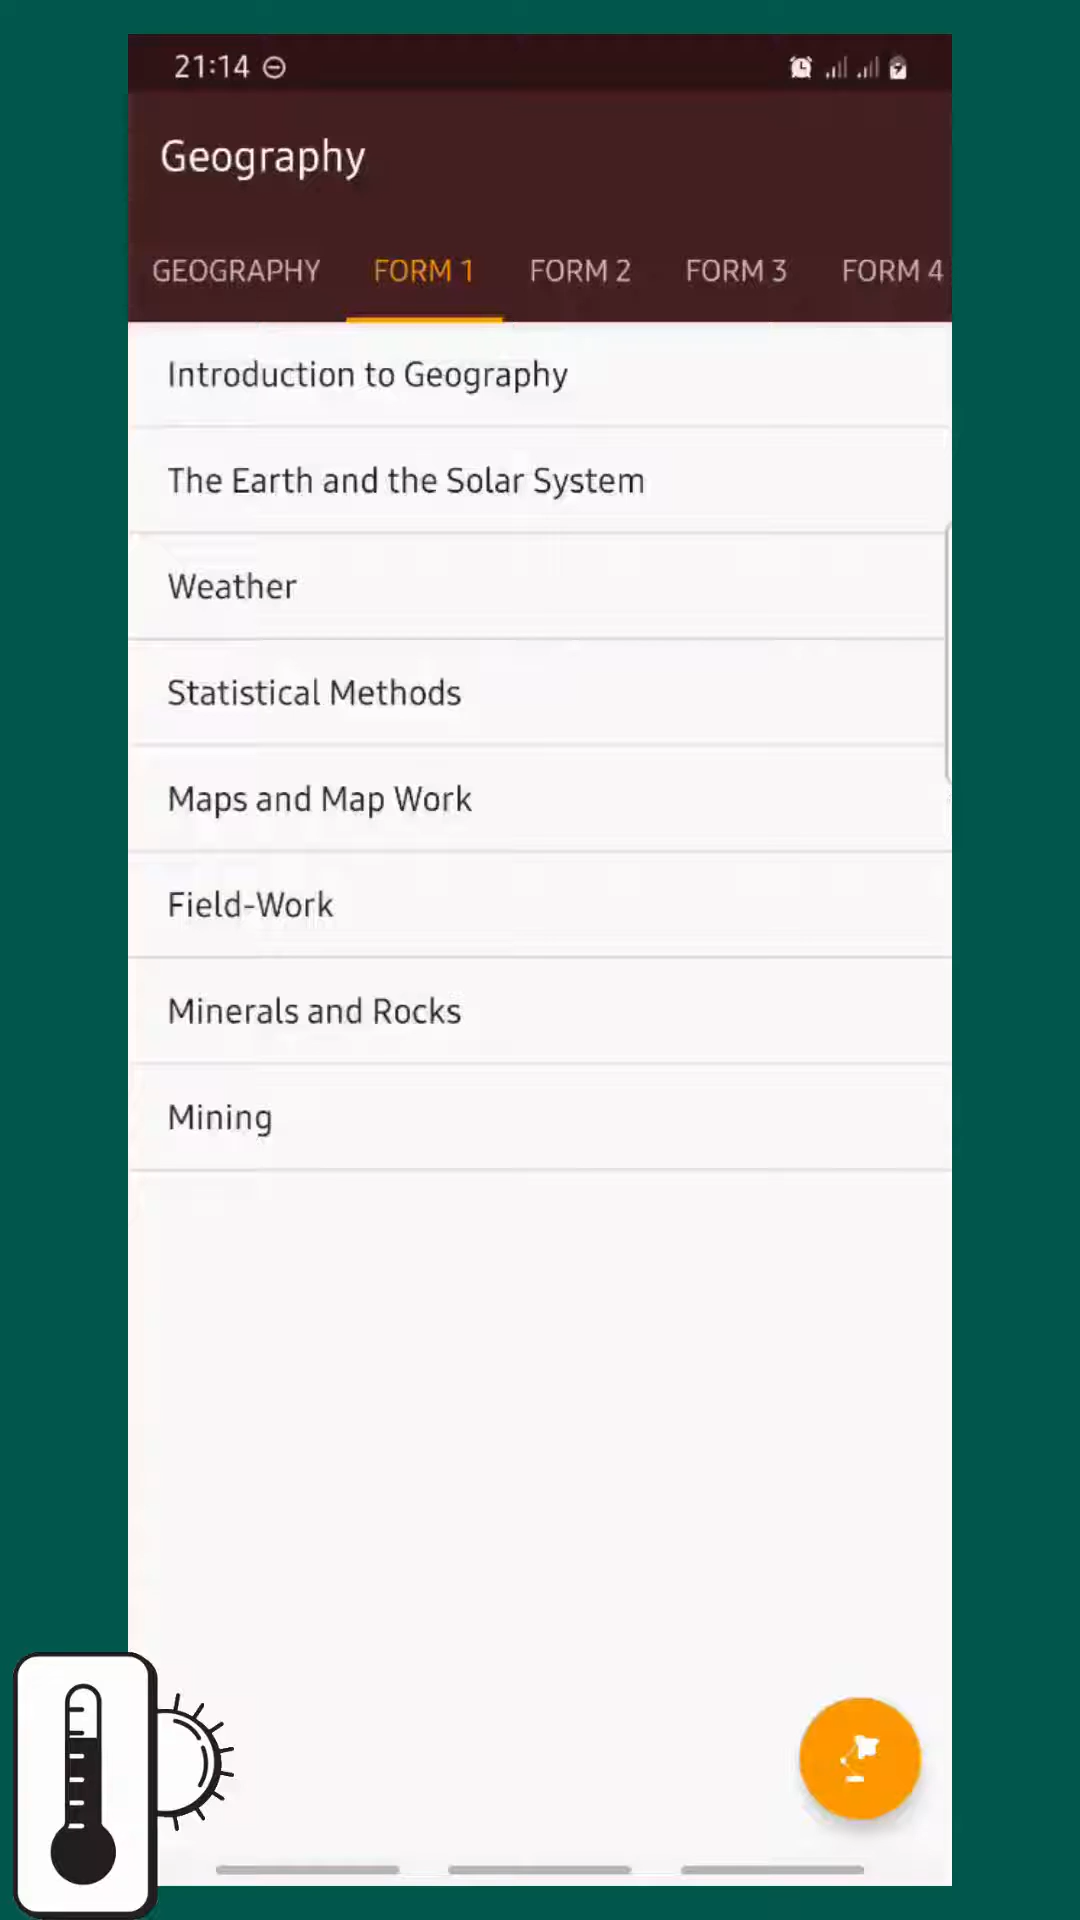 21:14
Geography
GEOGRAPHY FORM 1 FORM 2 FORM 3 FORM 4
Introduction to Geography
The Earth and the Solar System
Weather
Statistical Methods
Maps and Map Work
Field-Work
Minerals and Rocks
Mining